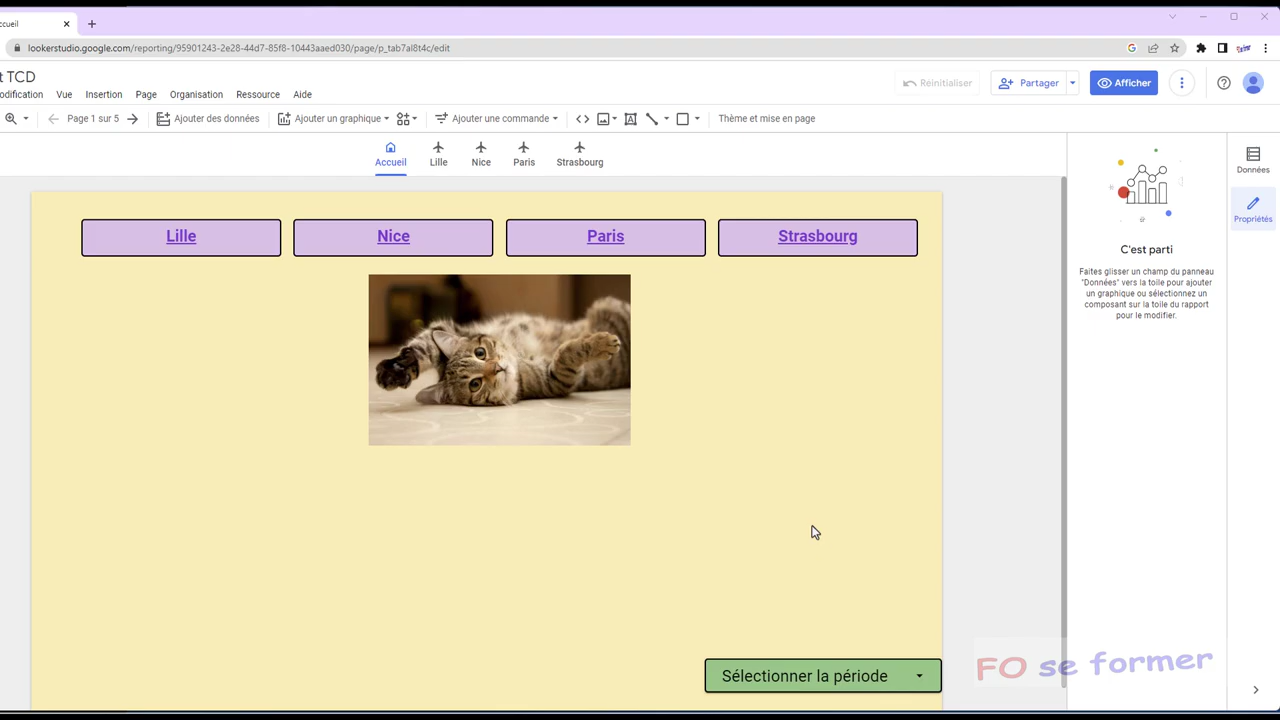 ccueil
lookerstudio.google.com/reporting/95901243-2e28-44d7-85f8-10443aaed030/page/p_tab7al8t4c/edit
t TCD
Réinitialiser
Partager
Afficher
odification Vue Insertion Page Organisation Ressource Aide
Page 1 sur 5
Ajouter des données
Ajouter un graphique
Ajouter une commande
Thème et mise en page
Accueil
Lille
Nice
Paris
Strasbourg
Données
Propriétés
Lille
Nice
Paris
Strasbourg
C'est parti
Faites glisser un champ du panneau
"Données" vers la toile pour ajouter
un graphique ou sélectionnez un
composant sur la toile du rapport
pour le modifier.
Sélectionner la période
FO se former